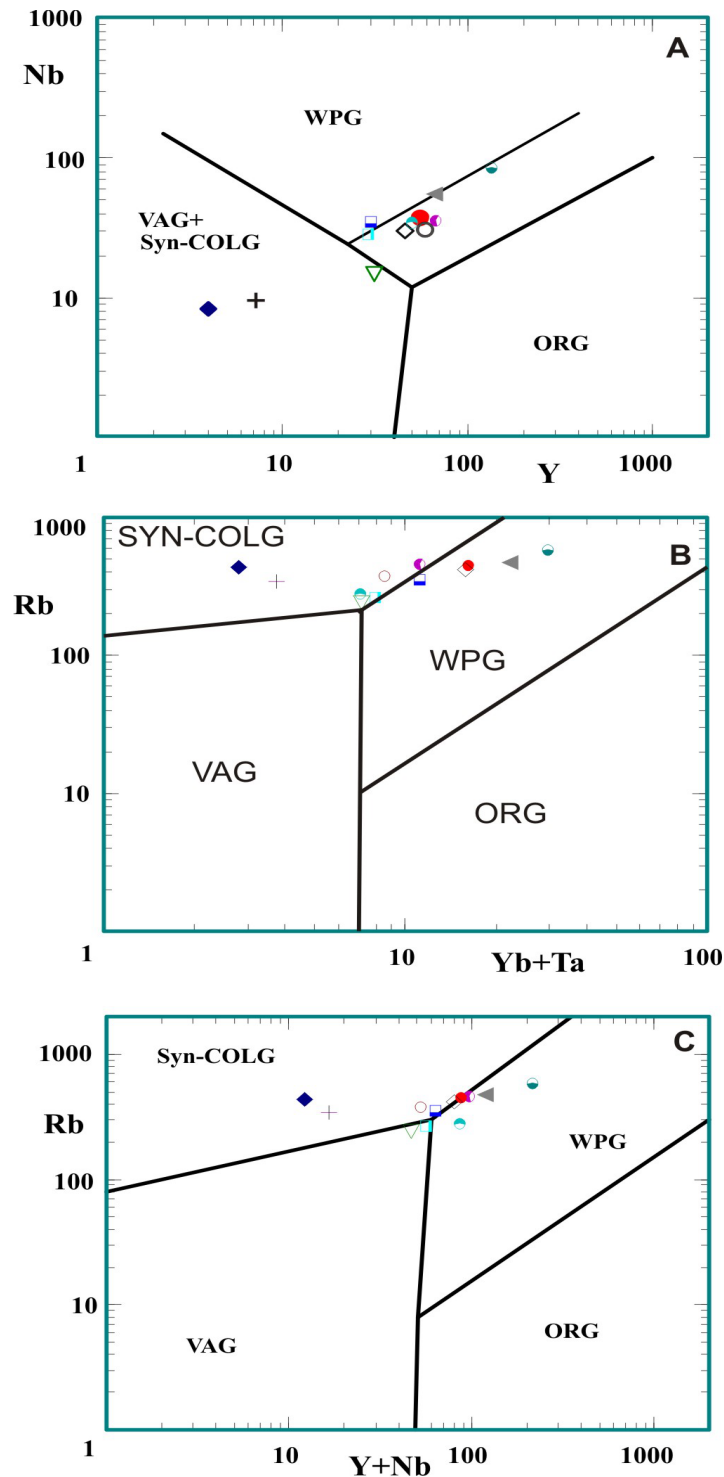 1000
A
Nb
WPG
100
VAG+
Syn-COLG
10
ORG
1
10
100
1000
Y
1000
SYN-COLG
B
Rb
100
WPG
VAG
10
ORG
1
10
100
Yb+Ta
1000
Syn-COLG
C
Rb
WPG
100
10
VAG
ORG
1
10
100
1000
Y+Nb